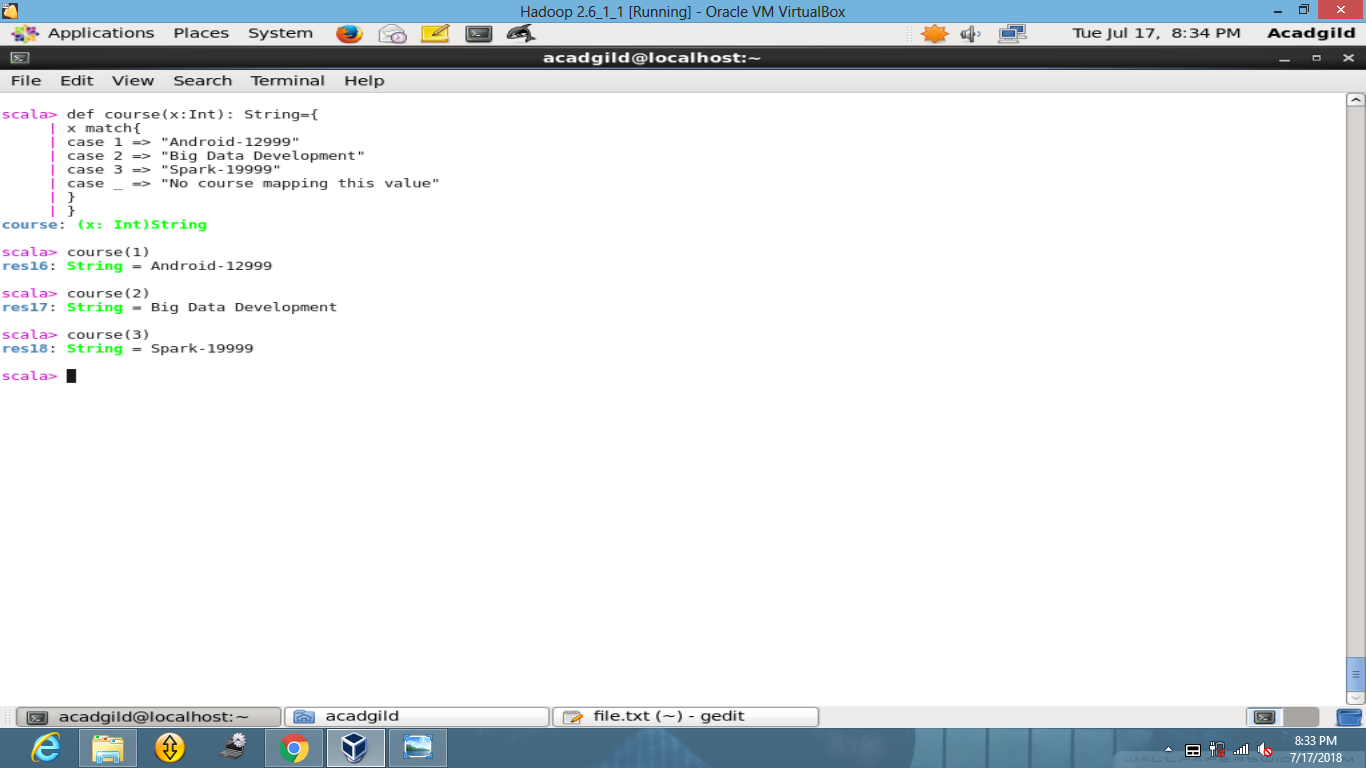 Hadoop 2.6_1_1 [Running] - Oracle VM VirtualBox
Applications Places System Tue Jul 17, 8:34 PM Acadgild
acadgild@localhost:~
File Edit View Search Terminal Help
scala> def course(x:Int): String={
| x match{
| case 1 => "Android-12999"
| case 2 => "Big Data Development"
| case 3 => "Spark-19999"
| case _ => "No course mapping this value"
| }
| }
course: (x: Int)String
scala> course(1)
res16: String = Android-12999
scala> course(2)
res17: String = Big Data Development
scala> course(3)
res18: String = Spark-19999
scala>
acadgild@localhost:~ acadgild file.txt (~) - gedit
8:33 PM
7/17/2018